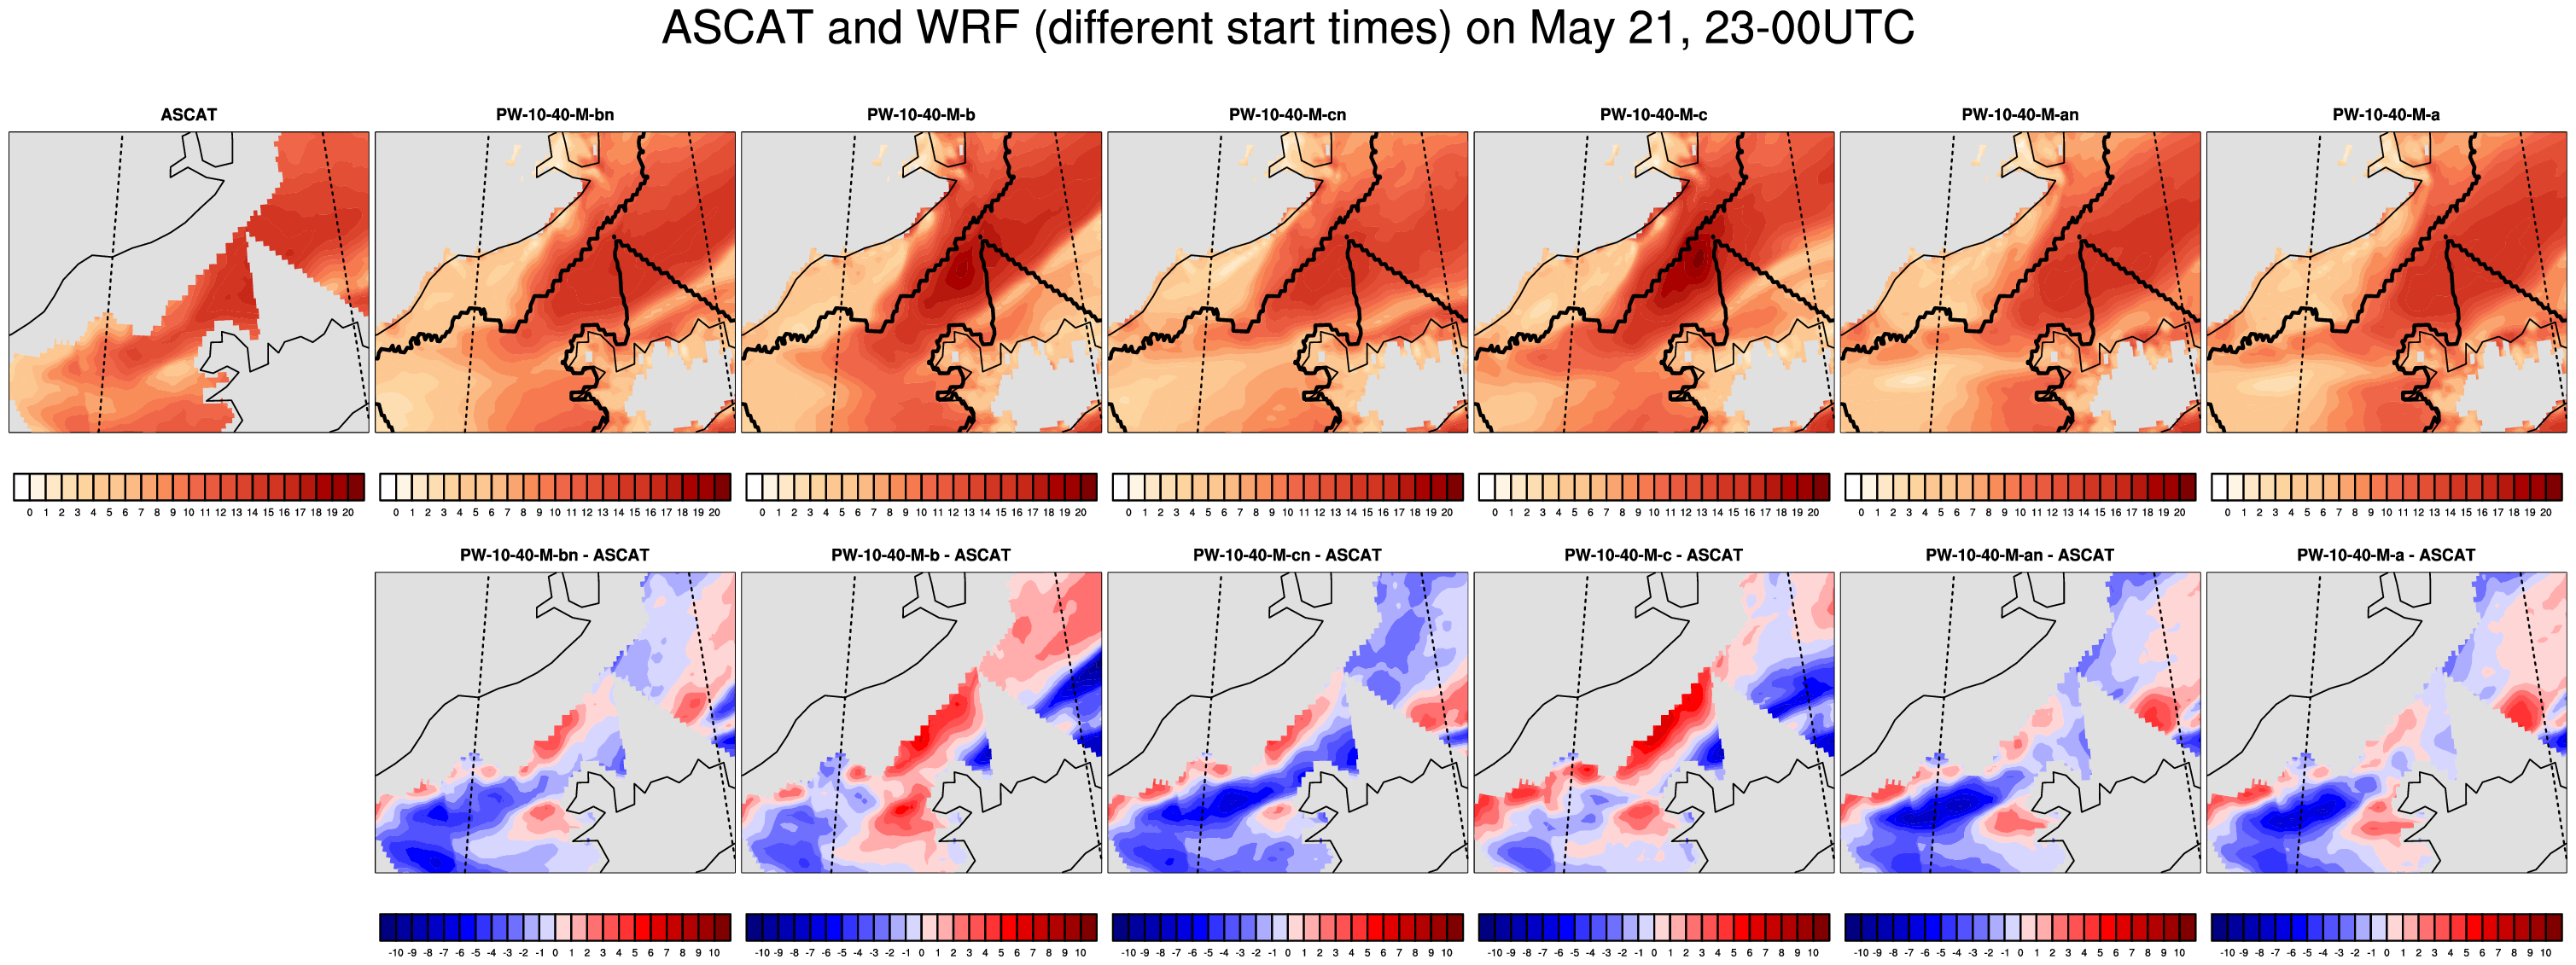 ASCAT and WRF (different start times) on May 21, 23-00UTC
ASCAT PW-10-40-M-bn PW-10-40-M-b PW-10-40-M-cn PW-10-40-M-c PW-10-40-M-an PW-10-40-M-a
0 1 2 3 4 5 6 7 8 9 10 11 12 13 14 15 16 17 18 19 20 0 1 2 3 4 5 6 7 8 9 10 11 12 13 14 15 16 17 18 19 20 0 1 2 3 4 5 6 7 8 9 10 11 12 13 14 15 16 17 18 19 20 0 1 2 3 4 5 6 7 8 9 10 11 12 13 14 15 16 17 18 19 20 0 1 2 3 4 5 6 7 8 9 10 11 12 13 14 15 16 17 18 19 20 0 1 2 3 4 5 6 7 8 9 10 11 12 13 14 15 16 17 18 19 20 0 1 2 3 4 5 6 7 8 9 10 11 12 13 14 15 16 17 18 19 20
PW-10-40-M-bn - ASCAT PW-10-40-M-b - ASCAT PW-10-40-M-cn - ASCAT PW-10-40-M-c - ASCAT PW-10-40-M-an - ASCAT PW-10-40-M-a - ASCAT
-10 -9 -8 -7 -6 -5 -4 -3 -2 -1 0 1 2 3 4 5 6 7 8 9 10 -10 -9 -8 -7 -6 -5 -4 -3 -2 -1 0 1 2 3 4 5 6 7 8 9 10 -10 -9 -8 -7 -6 -5 -4 -3 -2 -1 0 1 2 3 4 5 6 7 8 9 10 -10 -9 -8 -7 -6 -5 -4 -3 -2 -1 0 1 2 3 4 5 6 7 8 9 10 -10 -9 -8 -7 -6 -5 -4 -3 -2 -1 0 1 2 3 4 5 6 7 8 9 10 -10 -9 -8 -7 -6 -5 -4 -3 -2 -1 0 1 2 3 4 5 6 7 8 9 10